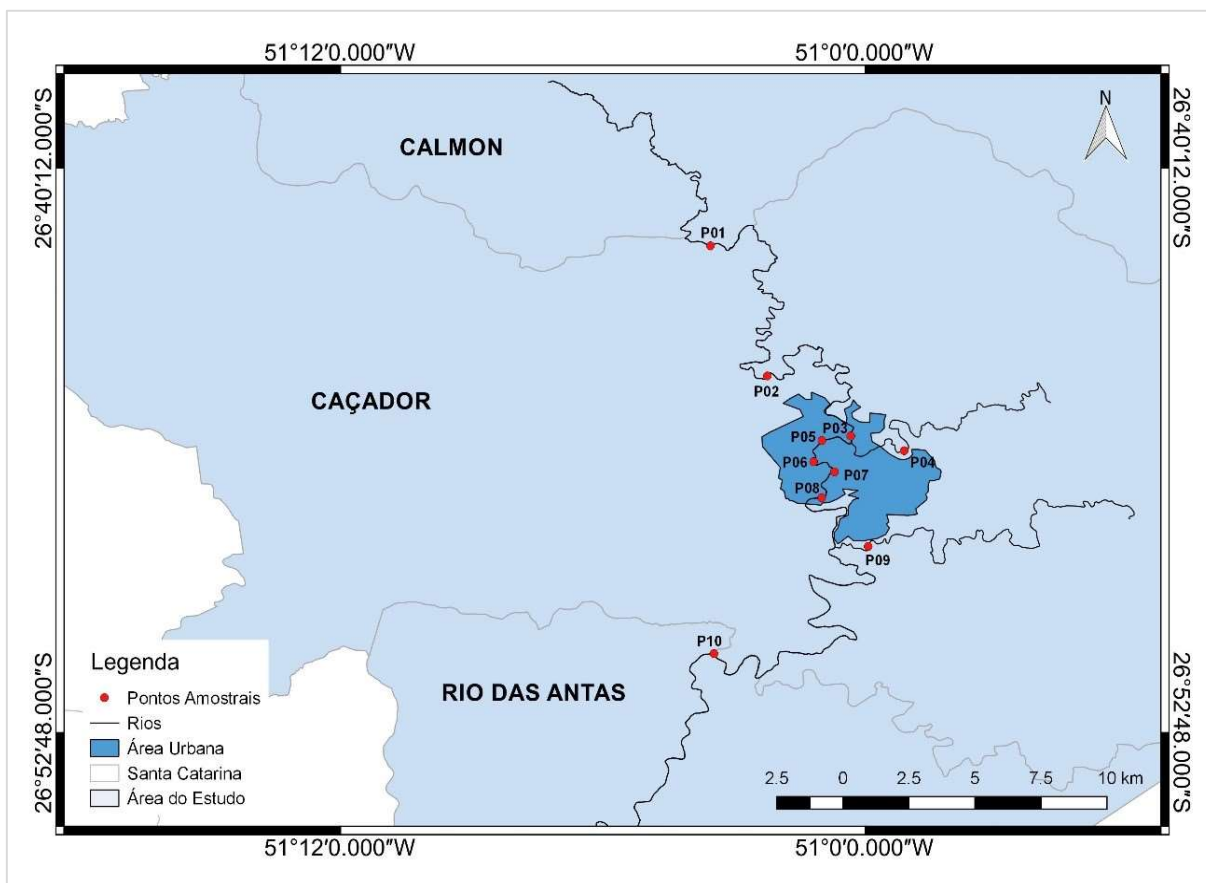 51°12'0.000"W
51°0'0.000"W
N
26°40'12.000"S
26°40'12.000"S
CALMON
P01
CAÇADOR
P02
P03
P05
P04
P06
P07
P08
P09
P10
RIO DAS ANTAS
Legenda
Pontos Amostrais
Rios
Área Urbana
Santa Catarina
Área do Estudo
26°52'48.000"S
26°52'48.000"S
2.5 0 2.5 5 7.5 10 km
51°12'0.000"W
51°0'0.000"W